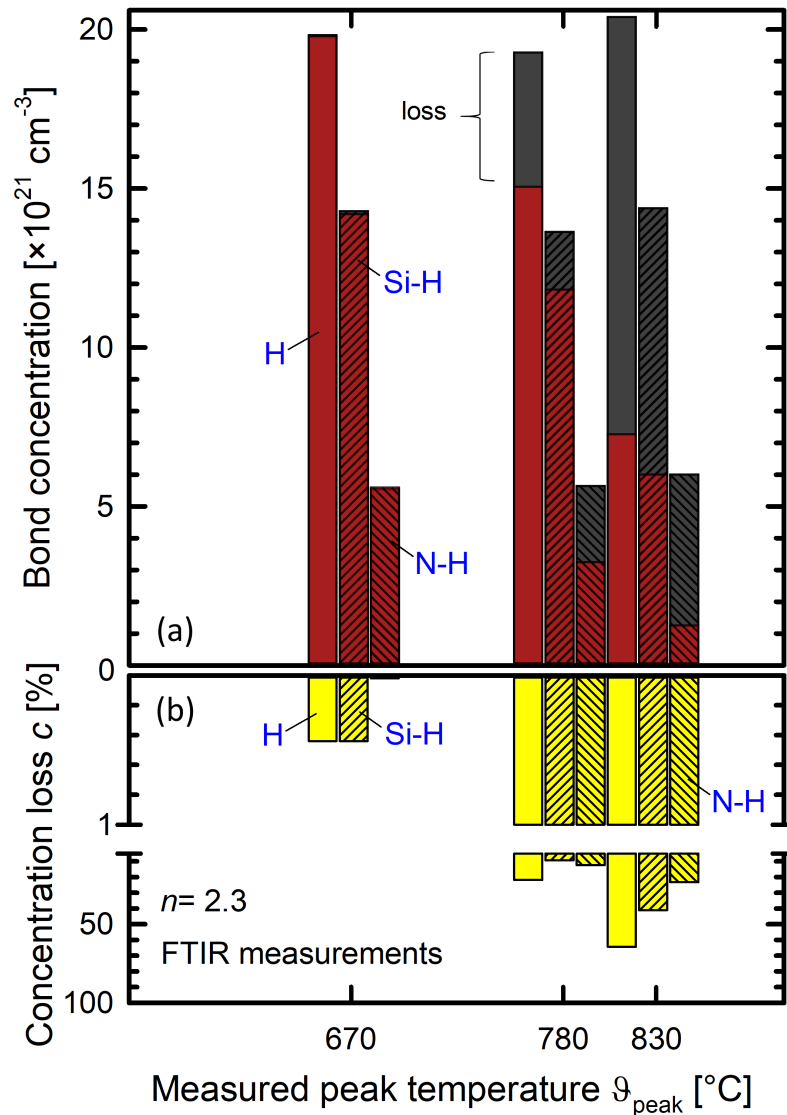 Bond concentration [×10²¹ cm⁻³]
20
15
10
5
0
loss
Si-H
H
N-H
(a)
Concentration loss c [%]
(b)
H
Si-H
N-H
1
50
100
n= 2.3
FTIR measurements
670
780
830
Measured peak temperature ϑpeak [°C]